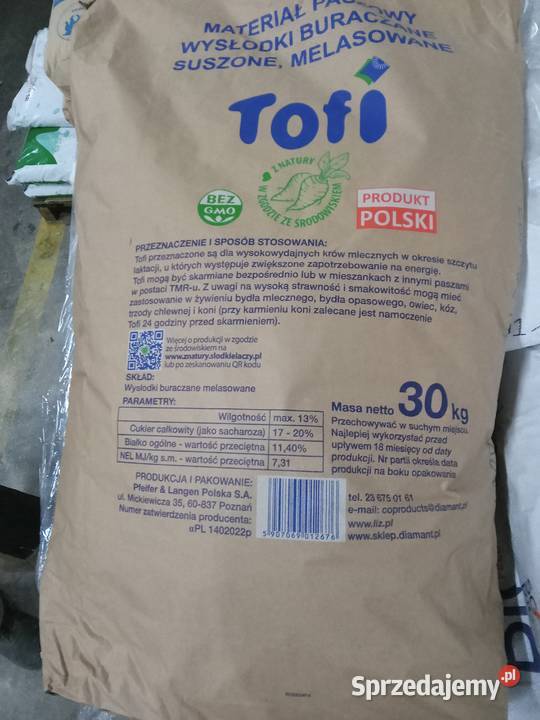 MATERIAŁ PASZOWY
WYSŁODKI BURACZANE
SUSZONE, MELASOWANE
Tofi
Z NATURY
W ZGODZIE ZE ŚRODOWISKIEM
BEZ
GMO
PRODUKT
POLSKI
PRZEZNACZENIE I SPOSÓB STOSOWANIA:
Tofi przeznaczone są dla wysokowydajnych krów mlecznych w okresie szczytu
laktacji, u których występuje zwiększone zapotrzebowanie na energię.
Tofi mogą być skarmiane bezpośrednio lub w mieszankach z innymi paszami
w postaci TMR-u. Z uwagi na wysoką strawność i smakowitość mogą mieć
zastosowanie w żywieniu bydła mlecznego, bydła opasowego, owiec, kóz,
trzody chlewnej i koni (przy karmieniu koni zalecane jest namoczenie
Tofi 24 godziny przed skarmieniem).
Więcej o produkcji w zgodzie
ze środowiskiem na
www.znatury.slodkielaczy.pl
lub po zeskanowaniu QR kodu
SKŁAD:
Wysłodki buraczane melasowane
PARAMETRY:
Wilgotność max. 13%
Cukier całkowity (jako sacharoza) 17 - 20%
Białko ogólne - wartość przeciętna 11,40%
NEL MJ/kg s.m. - wartość przeciętna 7,31
Masa netto 30 kg
Przechowywać w suchym miejscu.
Najlepiej wykorzystać przed
upływem 18 miesięcy od daty
produkcji. Nr partii określa data
produkcji na boku opakowania
PRODUKCJA I PAKOWANIE:
Pfeifer & Langen Polska S.A.
ul. Mickiewicza 35, 60-837 Poznań
Numer zatwierdzenia producenta:
αPL 1402022p
5 907069 012676
tel. 23 675 01 61
e-mail: coproducts@diamant.pl
www.liz.pl
www.sklep.diamant.pl
Sprzedajemy.pl